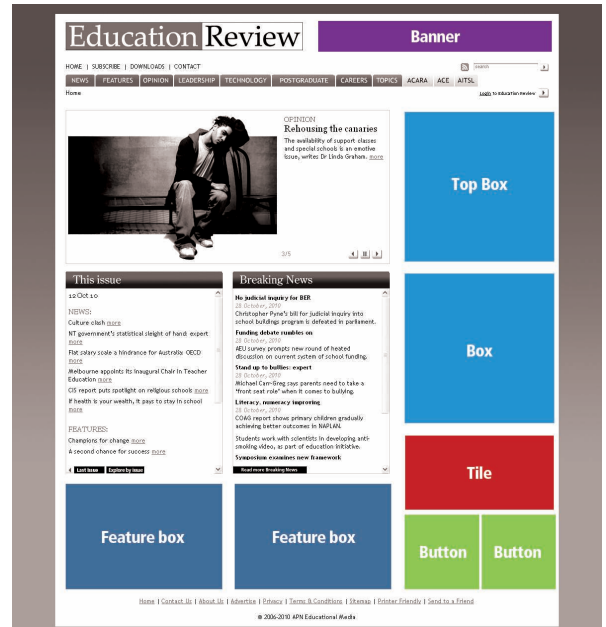 Education Review
Banner
HOME | SUBSCRIBE | DOWNLOADS | CONTACT
search
NEWS FEATURES OPINION LEADERSHIP TECHNOLOGY POSTGRADUATE CAREERS TOPICS ACARA ACE AITSL
Home
Login to Education Review
OPINION
Rehousing the canaries
The availability of support classes
and special schools is an emotive
issue, writes Dr Linda Graham. more
2/5
Top Box
This issue
12 Oct 10
NEWS:
Culture clash more
NT government's statistical sleight of hand: expert
more
Flat salary scale a hindrance for Australia: OECD
more
Melbourne appoints its inaugural Chair in Teacher
Education more
CIS report puts spotlight on religious schools more
If health is your wealth, it pays to stay in school
more
FEATURES:
Champions for change more
A second chance for success more
Last issue Explore by issue
Breaking News
No judicial inquiry for BER
28 October, 2010
Christopher Pyne's bill for judicial inquiry into
school buildings program is defeated in parliament.
Funding debate rumbles on
28 October, 2010
AEU survey prompts new round of heated
discussion on current system of school funding.
Stand up to bullies: expert
28 October, 2010
Michael Carr-Greg says parents need to take a
"front seat role" when it comes to bullying.
Literacy, numeracy improving
28 October, 2010
COAG report shows primary children gradually
achieving better outcomes in NAPLAN.
Students work with scientists in developing anti-
smoking video, as part of education initiative.
Symposium examines new framework
Read more Breaking News
Box
Tile
Feature box
Feature box
Button
Button
Home | Contact Us | About Us | Advertise | Privacy | Terms & Conditions | Sitemap | Printer Friendly | Send to a Friend
© 2006-2010 APN Educational Media